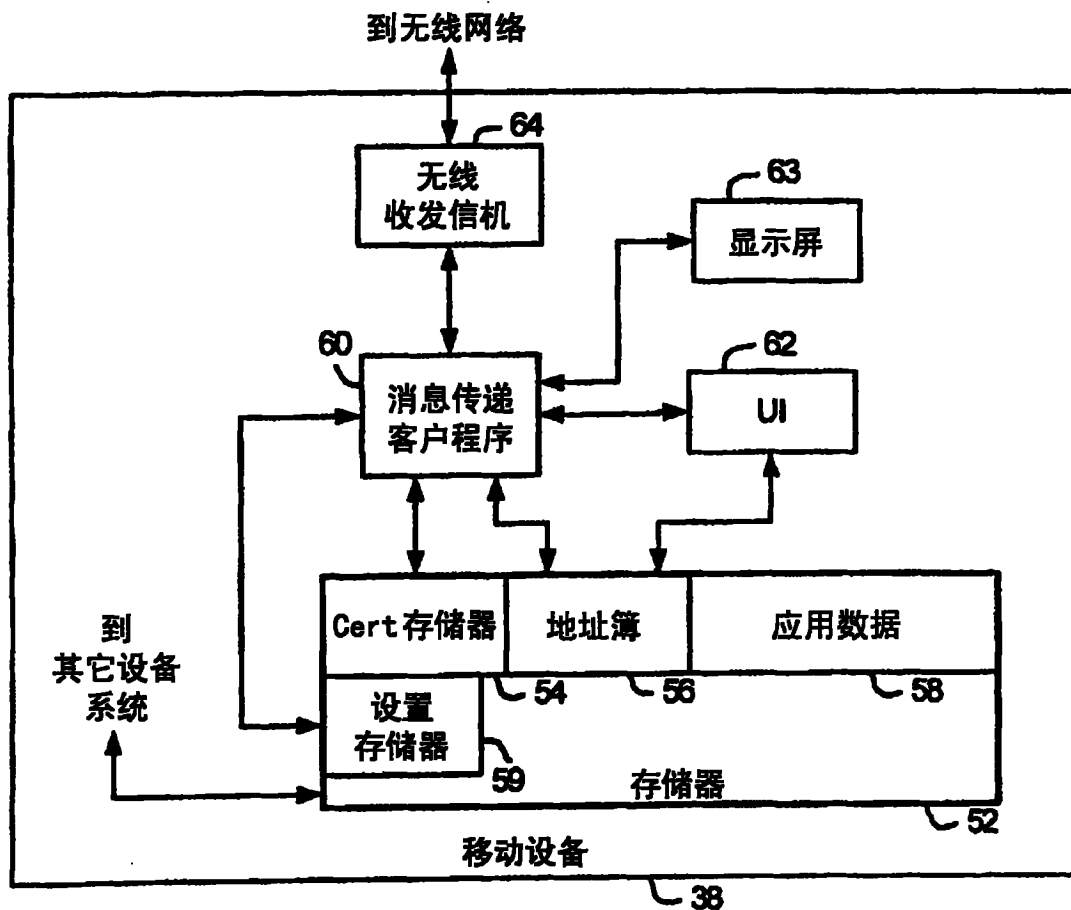 到无线网络
64
无线
收发信机
63
显示屏
60
消息传递
客户程序
62
UI
Cert存储器
地址簿
应用数据
到
其它设备
系统
54
56
58
设置
存储器
59
存储器
52
移动设备
38